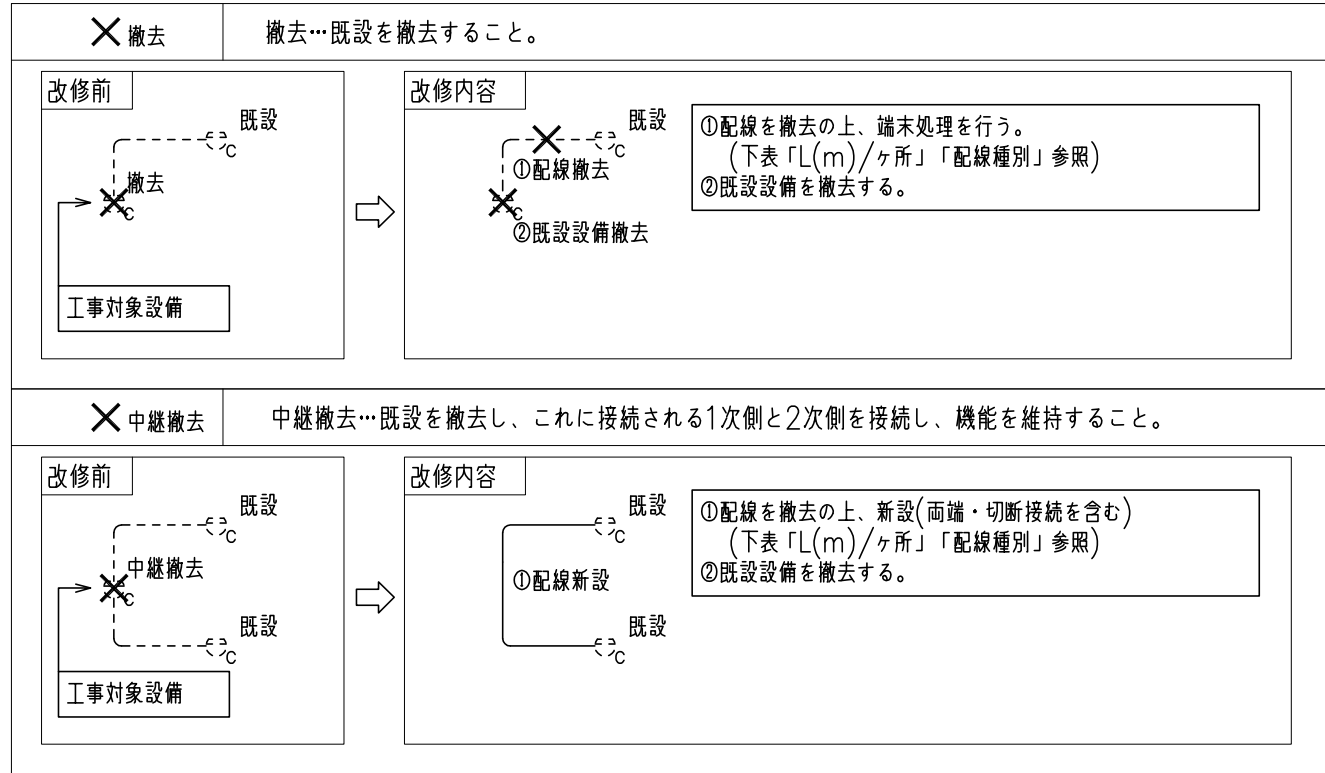 撤去
撤去…既設を撤去すること。
改修前
既設
C
撤去
C
工事対象設備
改修内容
既設
C
①配線撤去
C
②既設設備撤去
①配線を撤去の上、端末処理を行う。
(下表「L(m)/ヶ所」「配線種別」参照)
②既設設備を撤去する。
中継撤去
中継撤去…既設を撤去し、これに接続される1次側と2次側を接続し、機能を維持すること。
改修前
既設
C
中継撤去
C
既設
C
工事対象設備
改修内容
既設
C
①配線新設
既設
C
①配線を撤去の上、新設(両端・切断接続を含む)
(下表「L(m)/ヶ所」「配線種別」参照)
②既設設備を撤去する。